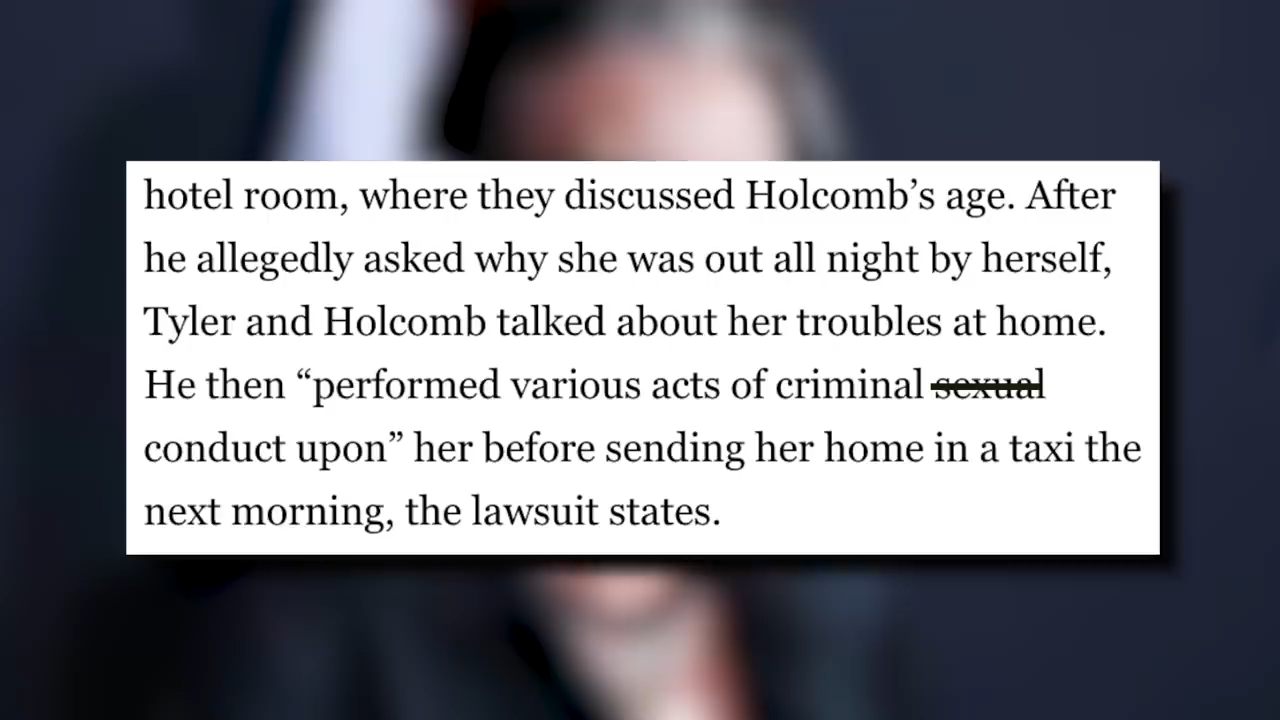 hotel room, where they discussed Holcomb’s age. After
he allegedly asked why she was out all night by herself,
Tyler and Holcomb talked about her troubles at home.
He then “performed various acts of criminal sexual
conduct upon” her before sending her home in a taxi the
next morning, the lawsuit states.